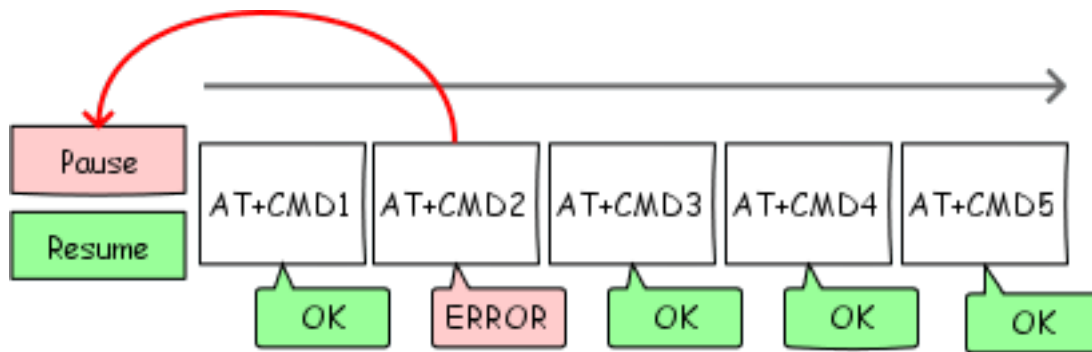 Pause
Resume
AT+CMD1
AT+CMD2
AT+CMD3
AT+CMD4
AT+CMD5
OK
ERROR
OK
OK
OK